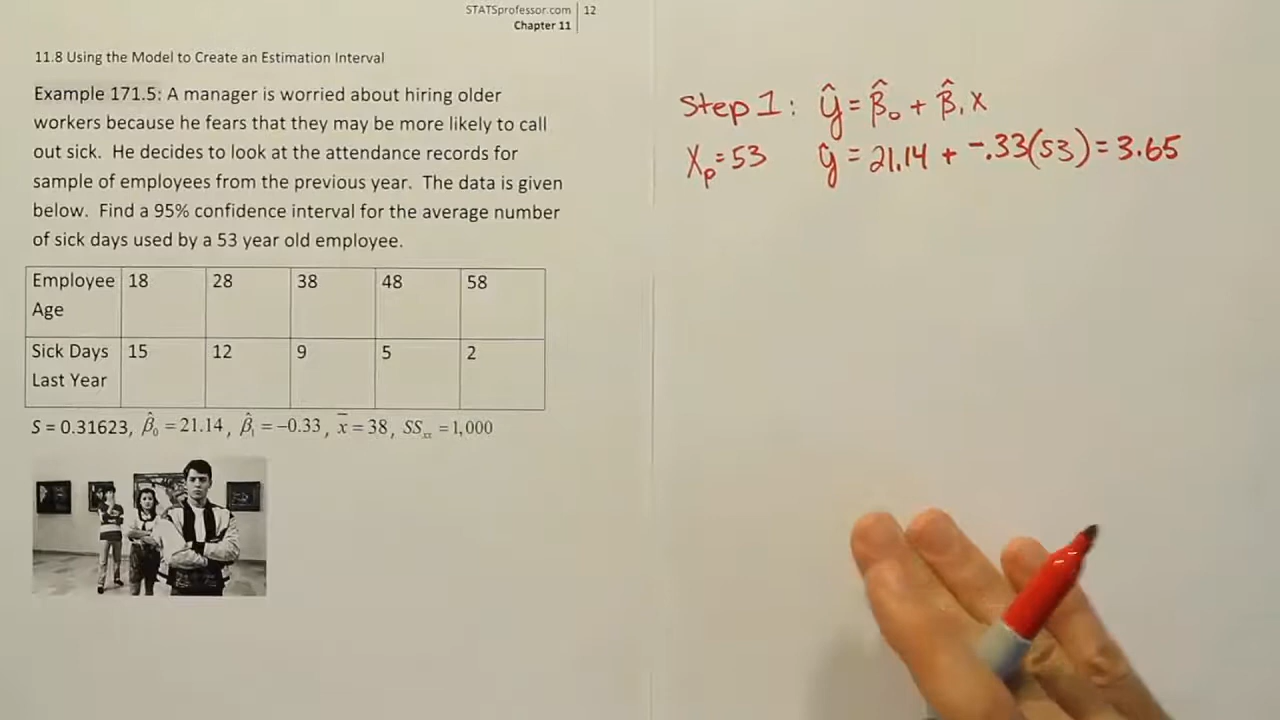 STATSprofessor.com 12
Chapter 11
11.8 Using the Model to Create an Estimation Interval
Example 171.5: A manager is worried about hiring older
workers because he fears that they may be more likely to call
out sick. He decides to look at the attendance records for
sample of employees from the previous year. The data is given
below. Find a 95% confidence interval for the average number
of sick days used by a 53 year old employee.
Employee Age 18 28 38 48 58
Sick Days Last Year 15 12 9 5 2
S = 0.31623, β̂₀ = 21.14, β̂₁ = −0.33, x̄ = 38, SSₓₓ = 1,000
Step 1: ŷ = β̂₀ + β̂₁ x
Xₚ = 53 ŷ = 21.14 + -.33(53) = 3.65